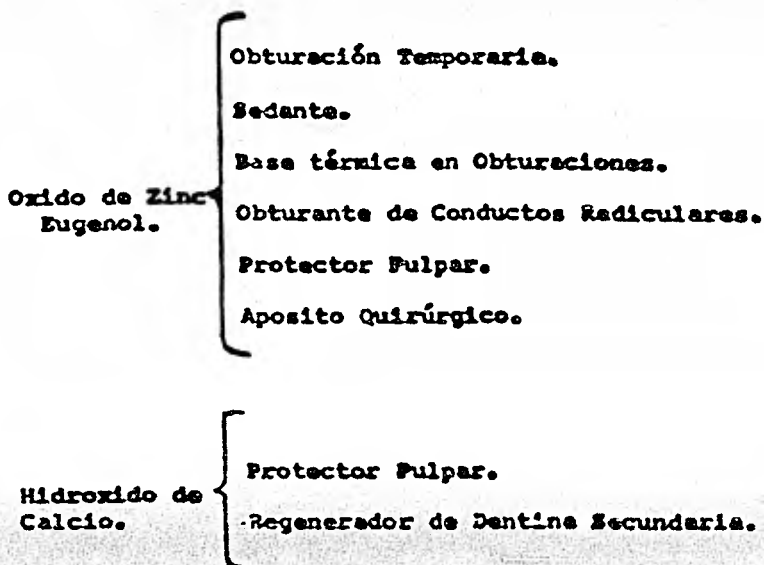 Obturación Temporaria.
Sedante.
Base térmica en Obturaciones.
Oxido de Zinc
Eugenol.
Obturante de Conductos Radiculares.
Protector Pulpar.
Aposito Quirúrgico.
Protector Pulpar.
Hidroxido de
Calcio.
-Regenerador de Dentina Secundaria.